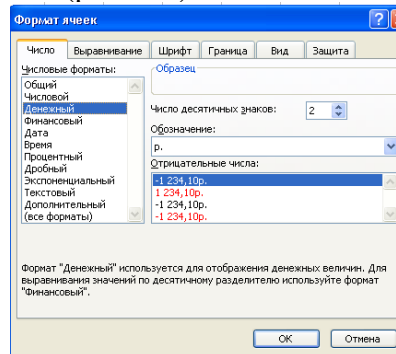 Формат ячеек
Число Выравнивание Шрифт Граница Вид Защита
Числовые форматы:
Общий
Числовой
Денежный
Финансовый
Дата
Время
Процентный
Дробный
Экспоненциальный
Текстовый
Дополнительный
(все форматы)
Образец
Число десятичных знаков: 2
Обозначение:
р.
Отрицательные числа:
-1 234,10р.
1 234,10р.
-1 234,10р.
-1 234,10р.
Формат "Денежный" используется для отображения денежных величин. Для
выравнивания значений по десятичному разделителю используйте формат
"Финансовый".
ОК Отмена